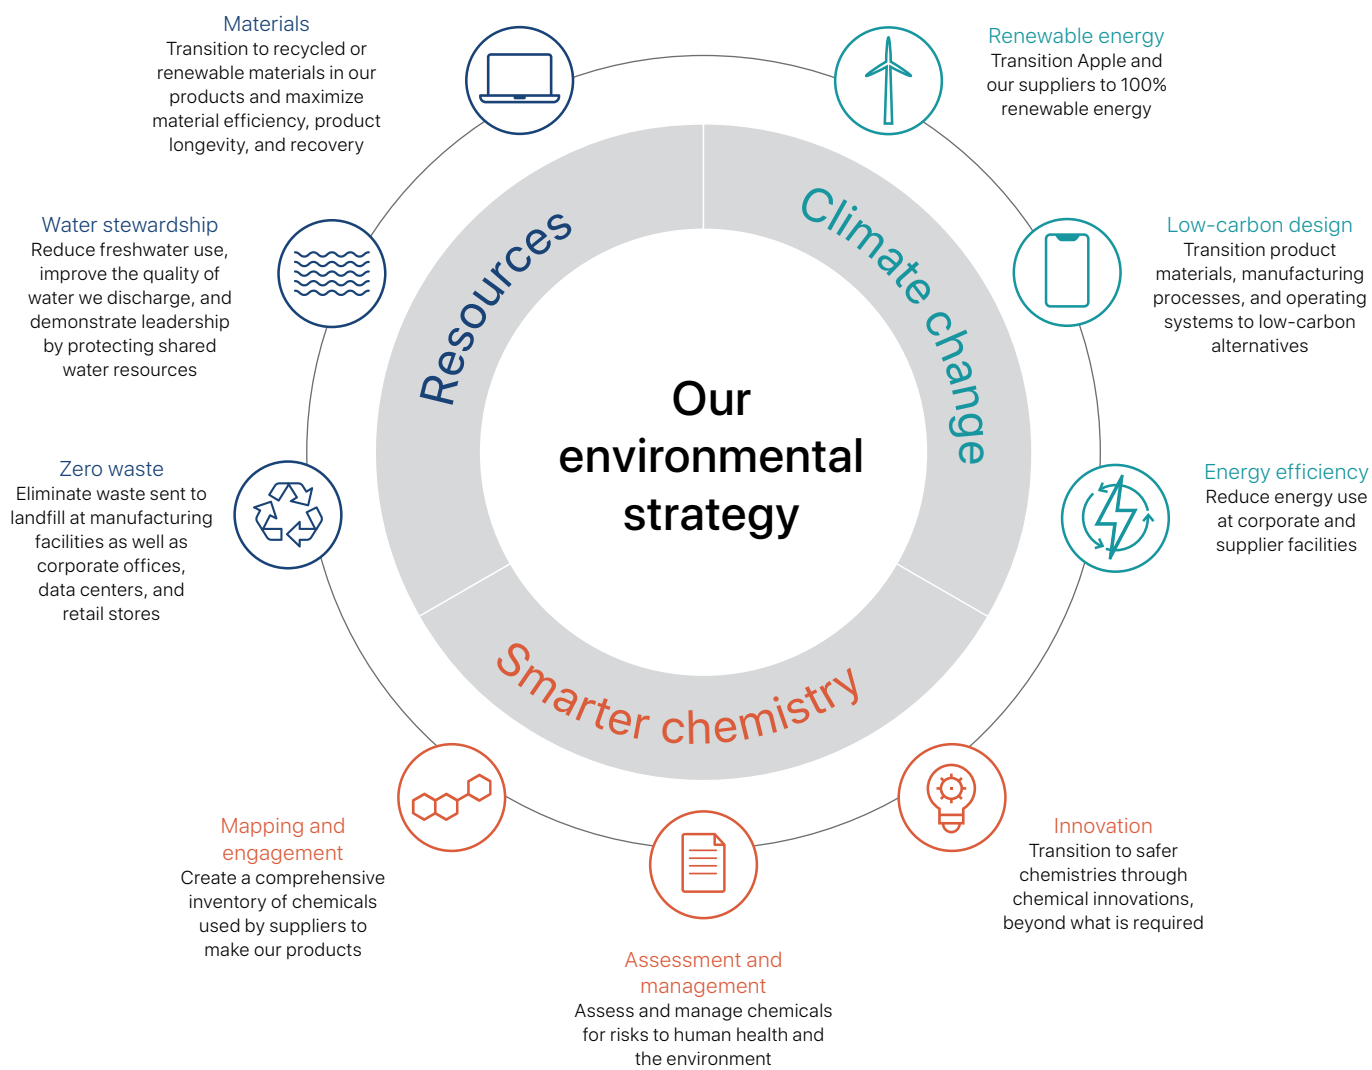 Materials
Transition to recycled or
renewable materials in our
products and maximize
material efficiency, product
longevity, and recovery
Renewable energy
Transition Apple and
our suppliers to 100%
renewable energy
Water stewardship
Reduce freshwater use,
improve the quality of
water we discharge, and
demonstrate leadership
by protecting shared
water resources
Low-carbon design
Transition product
materials, manufacturing
processes, and operating
systems to low-carbon
alternatives
Resources
Climate change
Our
environmental
strategy
Zero waste
Eliminate waste sent to
landfill at manufacturing
facilities as well as
corporate offices,
data centers, and
retail stores
Energy efficiency
Reduce energy use
at corporate and
supplier facilities
Smarter chemistry
Mapping and
engagement
Create a comprehensive
inventory of chemicals
used by suppliers to
make our products
Innovation
Transition to safer
chemistries through
chemical innovations,
beyond what is required
Assessment and
management
Assess and manage chemicals
for risks to human health and
the environment